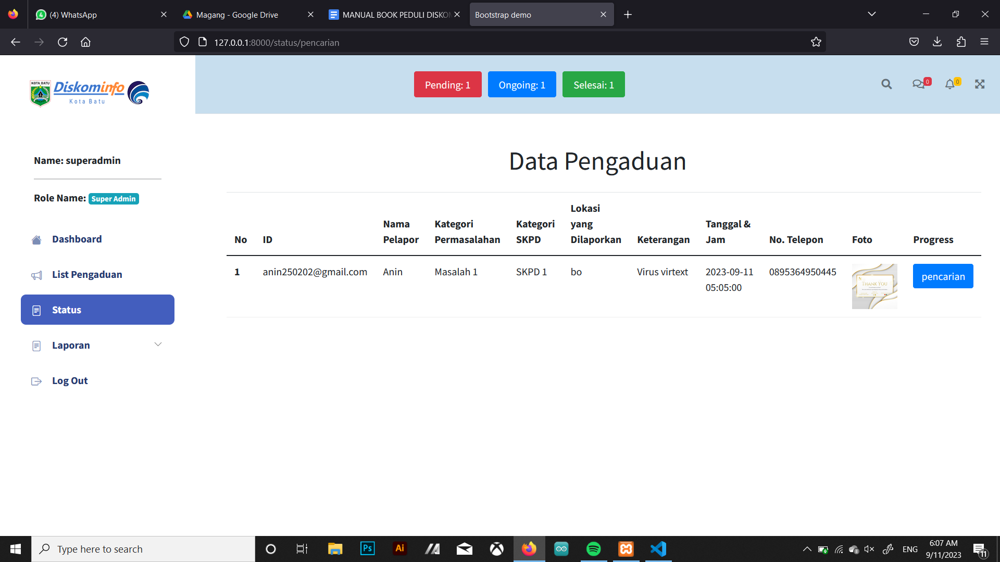 (4) WhatsApp
Magang - Google Drive
MANUAL BOOK PEDULI DISKON
Bootstrap demo
127.0.0.1:8000/status/pencarian
KOTA BATU
Diskominfo
Kota Batu
Pending: 1
Ongoing: 1
Selesai: 1
0
0
Name: superadmin
Role Name: Super Admin
Dashboard
List Pengaduan
Status
Laporan
Log Out
Data Pengaduan
No
ID
Nama
Pelapor
Kategori
Permasalahan
Kategori
SKPD
Lokasi
yang
Dilaporkan
Keterangan
Tanggal &
Jam
No. Telepon
Foto
Progress
1
anin250202@gmail.com
Anin
Masalah 1
SKPD 1
bo
Virus virtext
2023-09-11
05:05:00
0895364950445
THANK YOU
pencarian
Type here to search
Ps
Ai
ENG
6:07 AM
9/11/2023
11